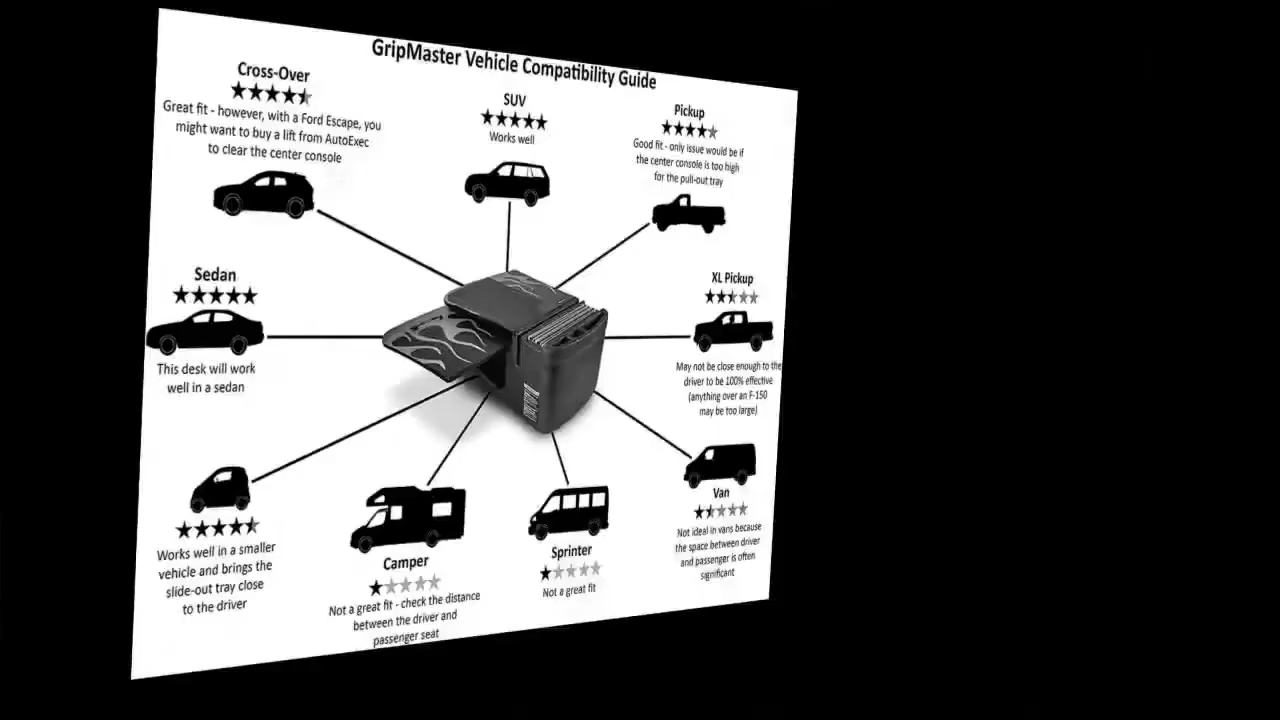 GripMaster Vehicle Compatibility Guide
Cross-Over
Great fit - however, with a Ford Escape, you
might want to buy a lift from AutoExec
to clear the center console
SUV
Works well
Pickup
Good fit - only issue would be if
the center console is too high
for the pull-out tray
Sedan
This desk will work
well in a sedan
XL Pickup
May not be close enough to the
driver to be 100% effective
(anything over an F-150
may be too large)
Works well in a smaller
vehicle and brings the
slide-out tray close
to the driver
Camper
Not a great fit - check the distance
between the driver and
passenger seat
Sprinter
Not a great fit
Van
Not ideal in vans because
the space between driver
and passenger is often
significant